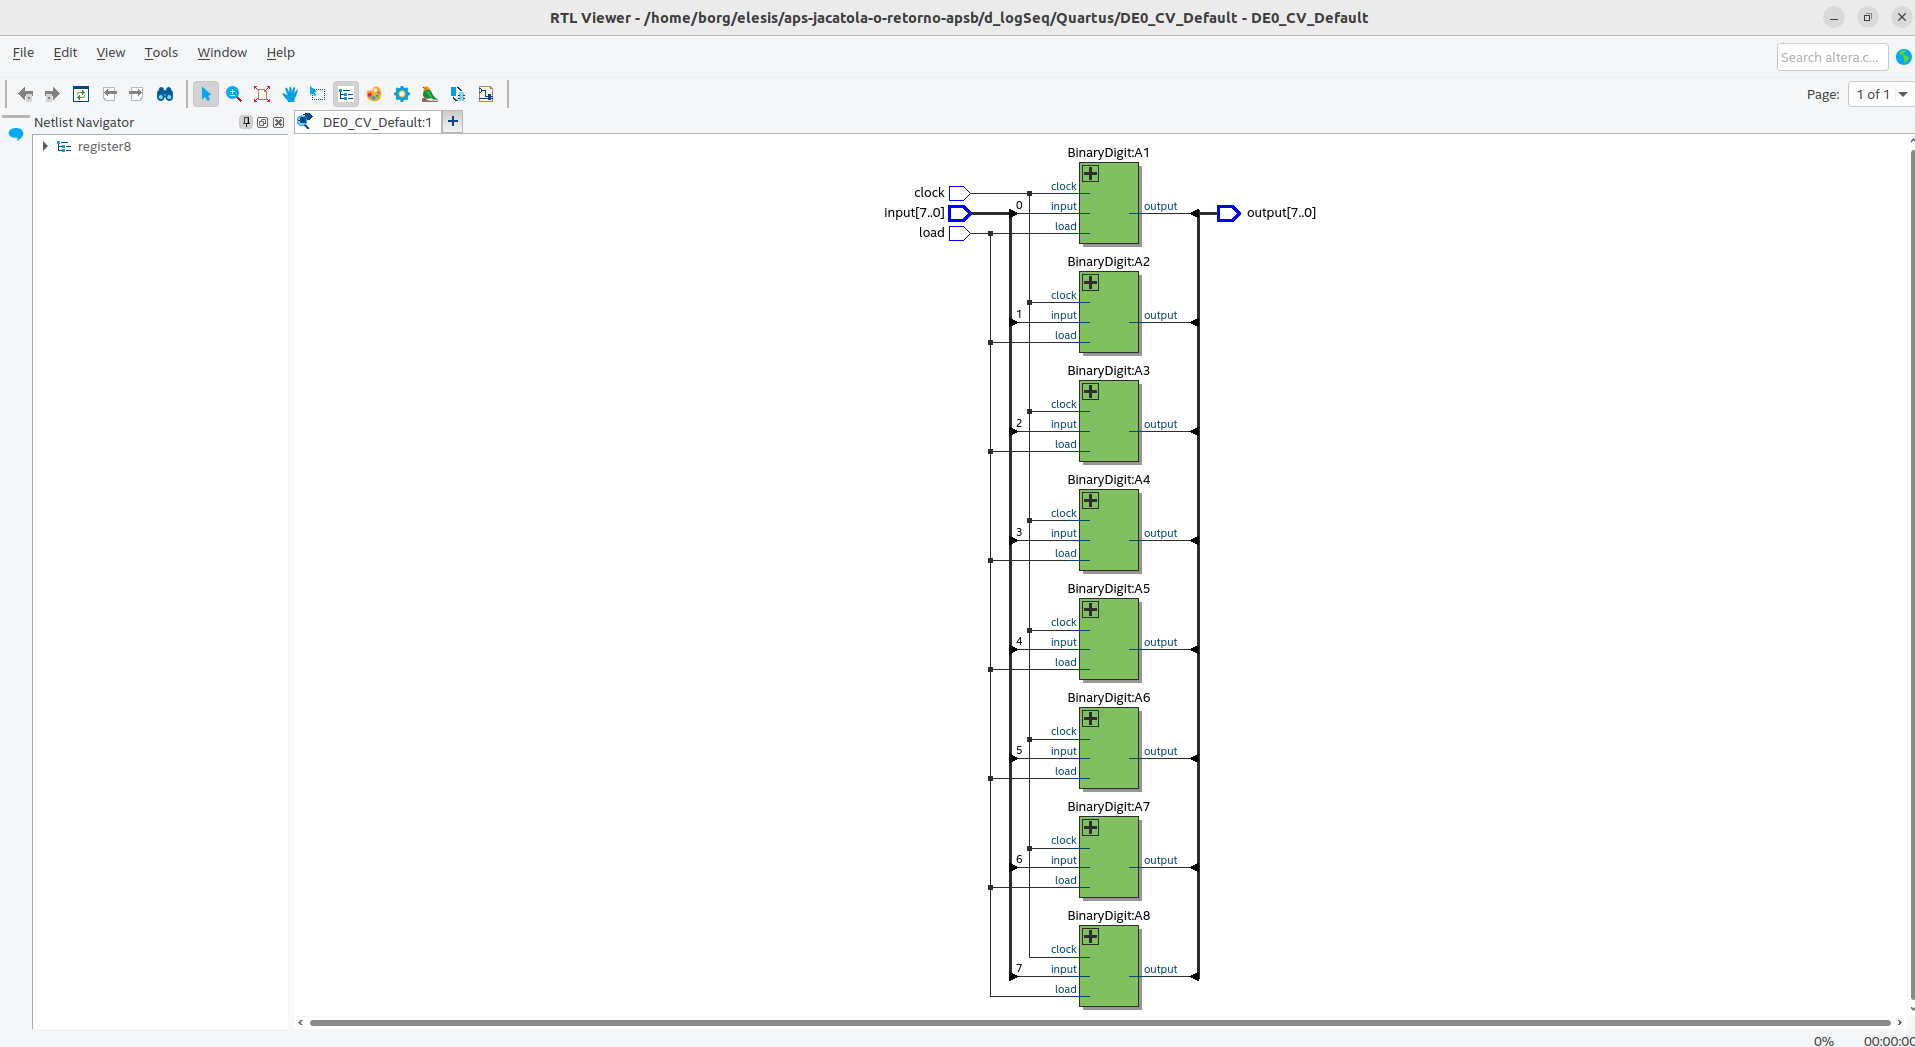 RTL Viewer - /home/borg/elesis/aps-jacatola-o-retorno-apsb/d_logSeq/Quartus/DE0_CV_Default - DE0_CV_Default
File Edit View Tools Window Help
Search altera.c...
Page: 1 of 1
Netlist Navigator
DE0_CV_Default:1
register8
BinaryDigit:A1
clock
clock
input[7..0]
0
input
output
output[7..0]
load
load
BinaryDigit:A2
clock
1
input
output
load
BinaryDigit:A3
clock
2
input
output
load
BinaryDigit:A4
clock
3
input
output
load
BinaryDigit:A5
clock
4
input
output
load
BinaryDigit:A6
clock
5
input
output
load
BinaryDigit:A7
clock
6
input
output
load
BinaryDigit:A8
clock
7
input
output
load
0% 00:00:00